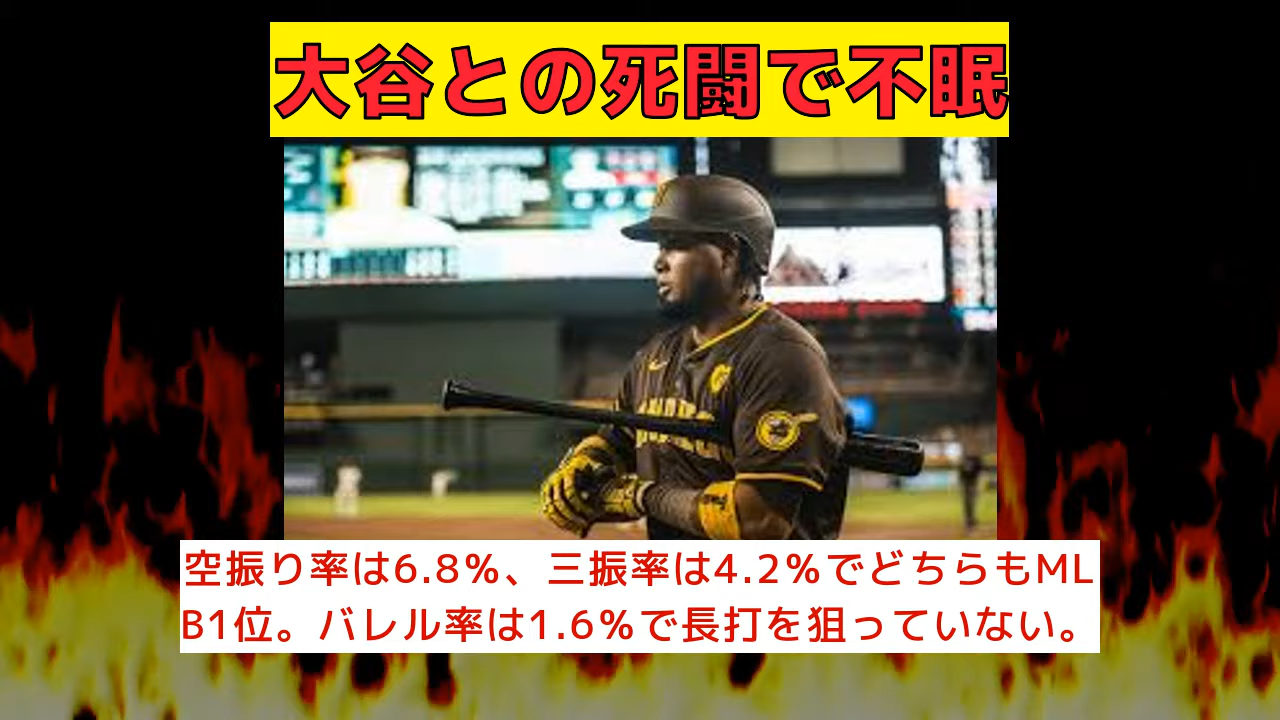 大谷との死闘で不眠
空振り率は6.8%、三振率は4.2%でどちらもML
B1位。バレル率は1.6%で長打を狙っていない。